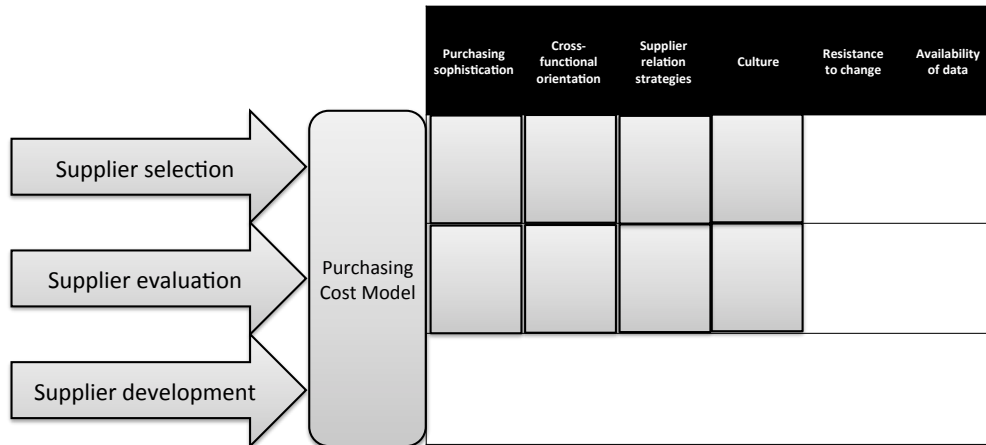 Purchasing
sophistication
Cross-
functional
orientation
Supplier
relation
strategies
Culture
Resistance
to change
Availability
of data
Supplier selection
Supplier evaluation
Supplier development
Purchasing
Cost Model